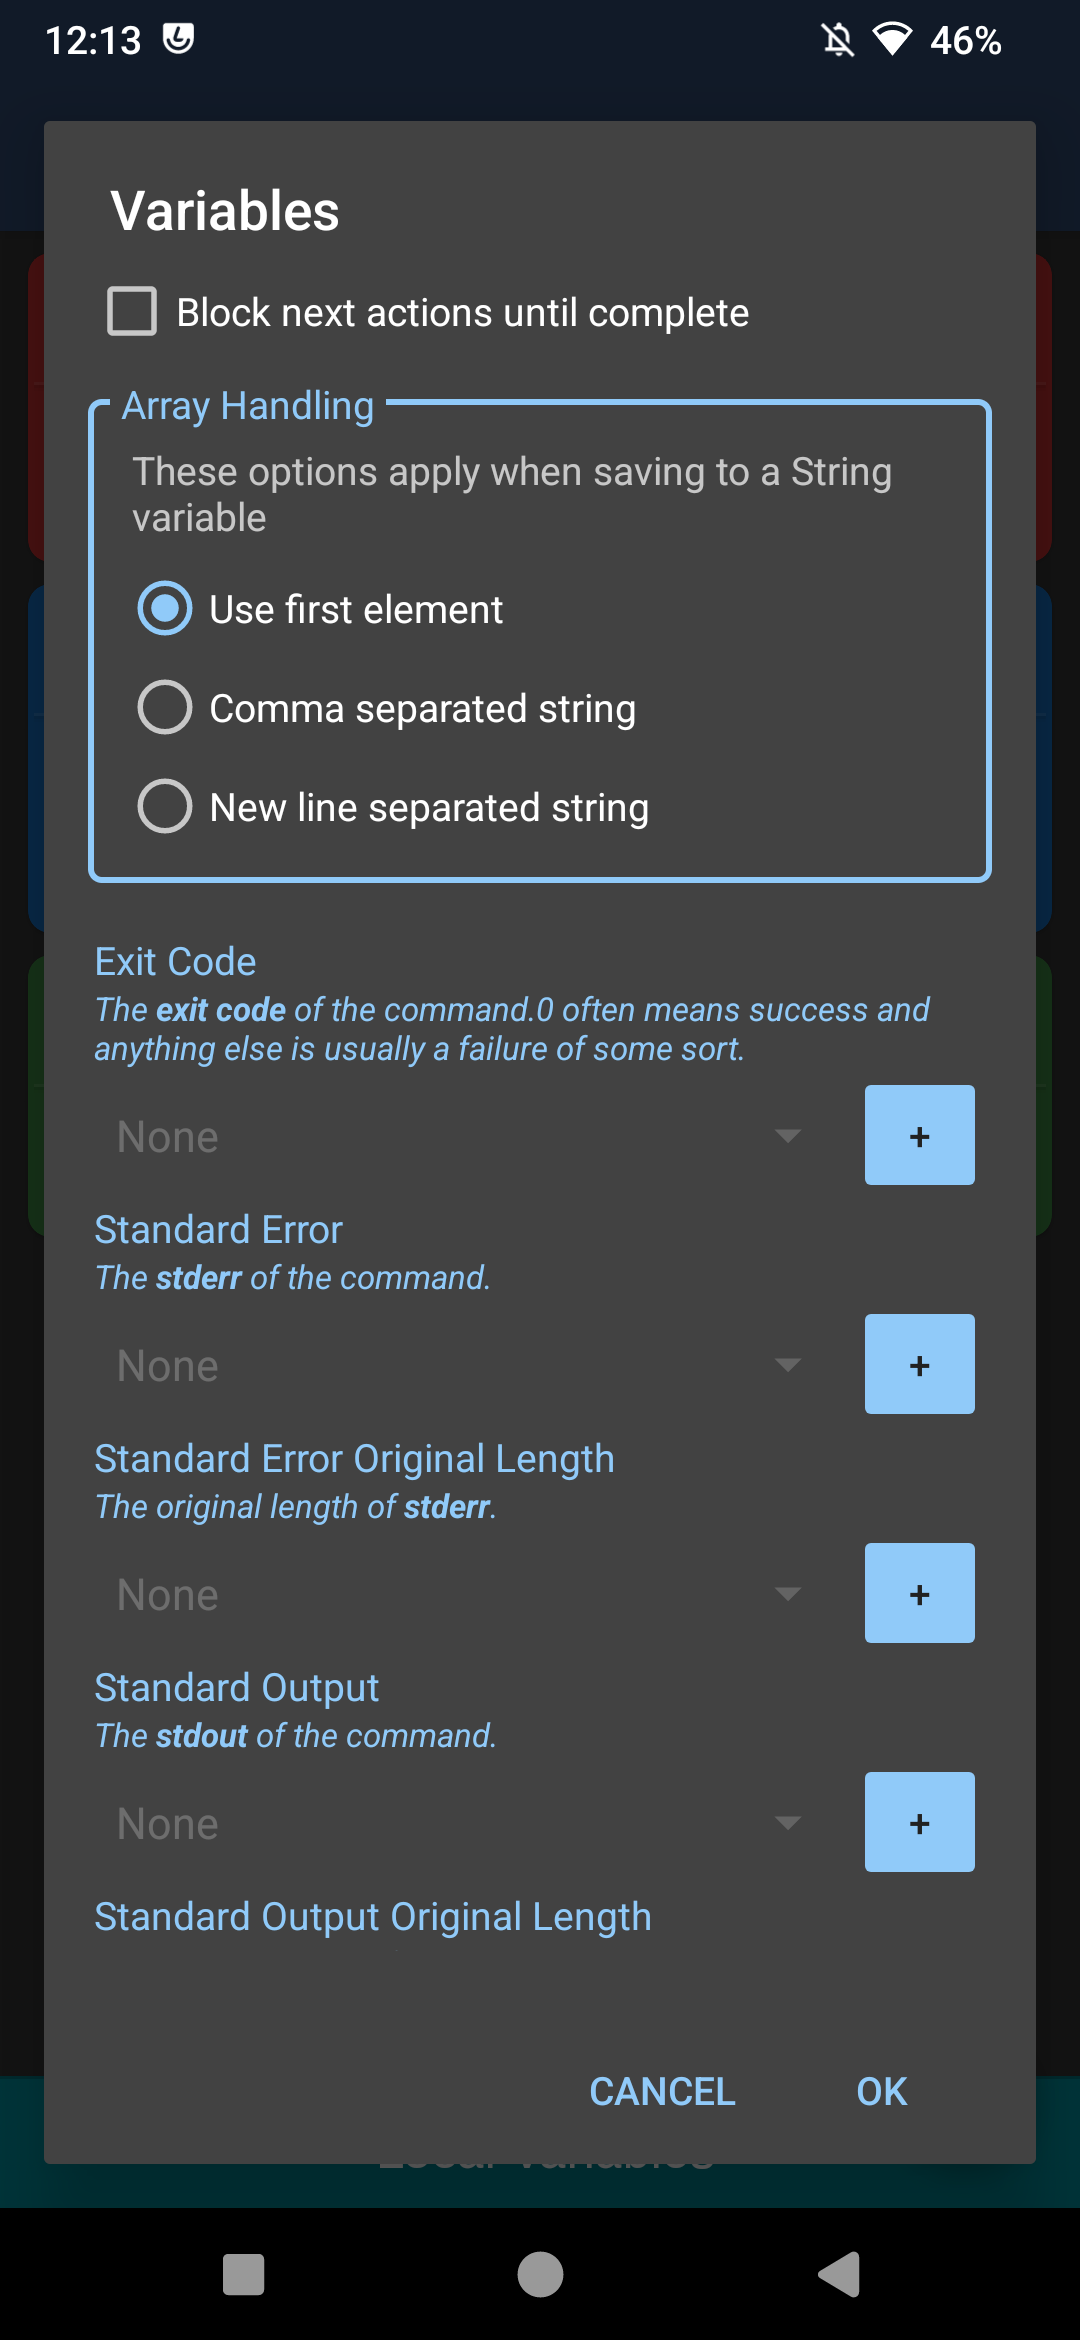 12:13
46%
Variables
Block next actions until complete
Array Handling
These options apply when saving to a String
variable
Use first element
Comma separated string
New line separated string
Exit Code
The exit code of the command.0 often means success and
anything else is usually a failure of some sort.
None
+
Standard Error
The stderr of the command.
None
+
Standard Error Original Length
The original length of stderr.
None
+
Standard Output
The stdout of the command.
None
+
Standard Output Original Length
CANCEL
OK